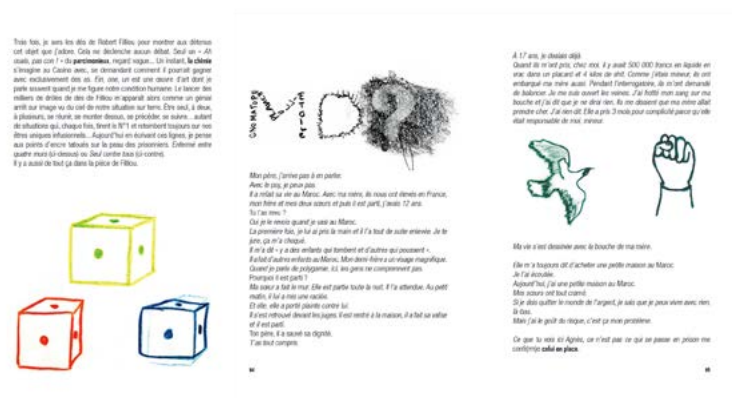 Trois fois, je sors les dés de Robert Filliou pour montrer aux détenus
cet objet que j'adore. Cela ne déclenche aucun débat. Seul un « Ah
ouais, pas con ! » du parcimonieux, regard vague... Un instant, la chimie
s'imagine au Casino avec, se demandant comment il pourrait gagner
avec exclusivement des as. Ein, one, un est une œuvre d'art dont je
parle souvent quand je me figure notre condition humaine. Le lancer des
milliers de drôles de dés de Filliou m'apparaît alors comme un génial
arrêt sur image vu du ciel de notre situation sur terre. Être seul, à deux,
à plusieurs, se réunir, se monter dessus, se précéder, se suivre... autant
de situations qui, chaque fois, tirent le N°1 et retombent toujours sur nos
êtres uniques infusionnels... Aujourd'hui en écrivant ces lignes, je pense
aux points d'encre tatoués sur la peau des prisonniers. Enfermé entre
quatre murs (ci-dessus) ou Seul contre tous (ci-contre).
Il y a aussi de tout ça dans la pièce de Filliou.
Mon père, j'arrive pas à en parler.
Avec le psy, je peux pas.
Il a refait sa vie au Maroc. Avec ma mère, ils nous ont élevés en France,
mon frère et mes deux sœurs et puis il est parti, j'avais 12 ans.
Tu l'as revu ?
Oui je le revois quand je vais au Maroc.
La première fois, je lui ai pris la main et il l'a tout de suite enlevée. Je te
jure, ça m'a choqué.
Il m'a dit « y a des enfants qui tombent et d'autres qui poussent ».
Il a fait d'autres enfants au Maroc. Mon demi-frère a un visage magnifique.
Quand je parle de polygamie, ici, les gens ne comprennent pas.
Pourquoi il est parti ?
Ma sœur a fait le mur. Elle est partie toute la nuit. Il l'a attendue. Au petit
matin, il lui a mis une raclée.
Et elle, elle a porté plainte contre lui.
Il s'est retrouvé devant les juges. Il est rentré à la maison, il a fait sa valise
et il est parti.
Ton père, il a sauvé sa dignité.
T'as tout compris.
64
À 17 ans, je dealais déjà.
Quand ils m'ont pris, chez moi, il y avait 500 000 francs en liquide en
vrac dans un placard et 4 kilos de shit. Comme j'étais mineur, ils ont
embarqué ma mère aussi. Pendant l'interrogatoire, ils m'ont demandé
de balancer. Je me suis ouvert les veines. J'ai frotté mon sang sur ma
bouche et j'ai dit que je ne dirai rien. Ils me disaient que ma mère allait
prendre cher. J'ai rien dit. Elle a pris 3 mois pour complicité parce qu'elle
était responsable de moi, mineur.
Ma vie s'est dessinée avec la bouche de ma mère.
Elle m'a toujours dit d'acheter une petite maison au Maroc.
Je l'ai écoutée.
Aujourd'hui, j'ai une petite maison au Maroc.
Mes sœurs ont tout cramé.
Si je dois quitter le monde de l'argent, je sais que je peux vivre avec rien,
là bas.
Mais j'ai le goût du risque, c'est ça mon problème.
Ce que tu vois ici Agnès, ce n'est pas ce qui se passe en prison me
confirme celui en place.
65